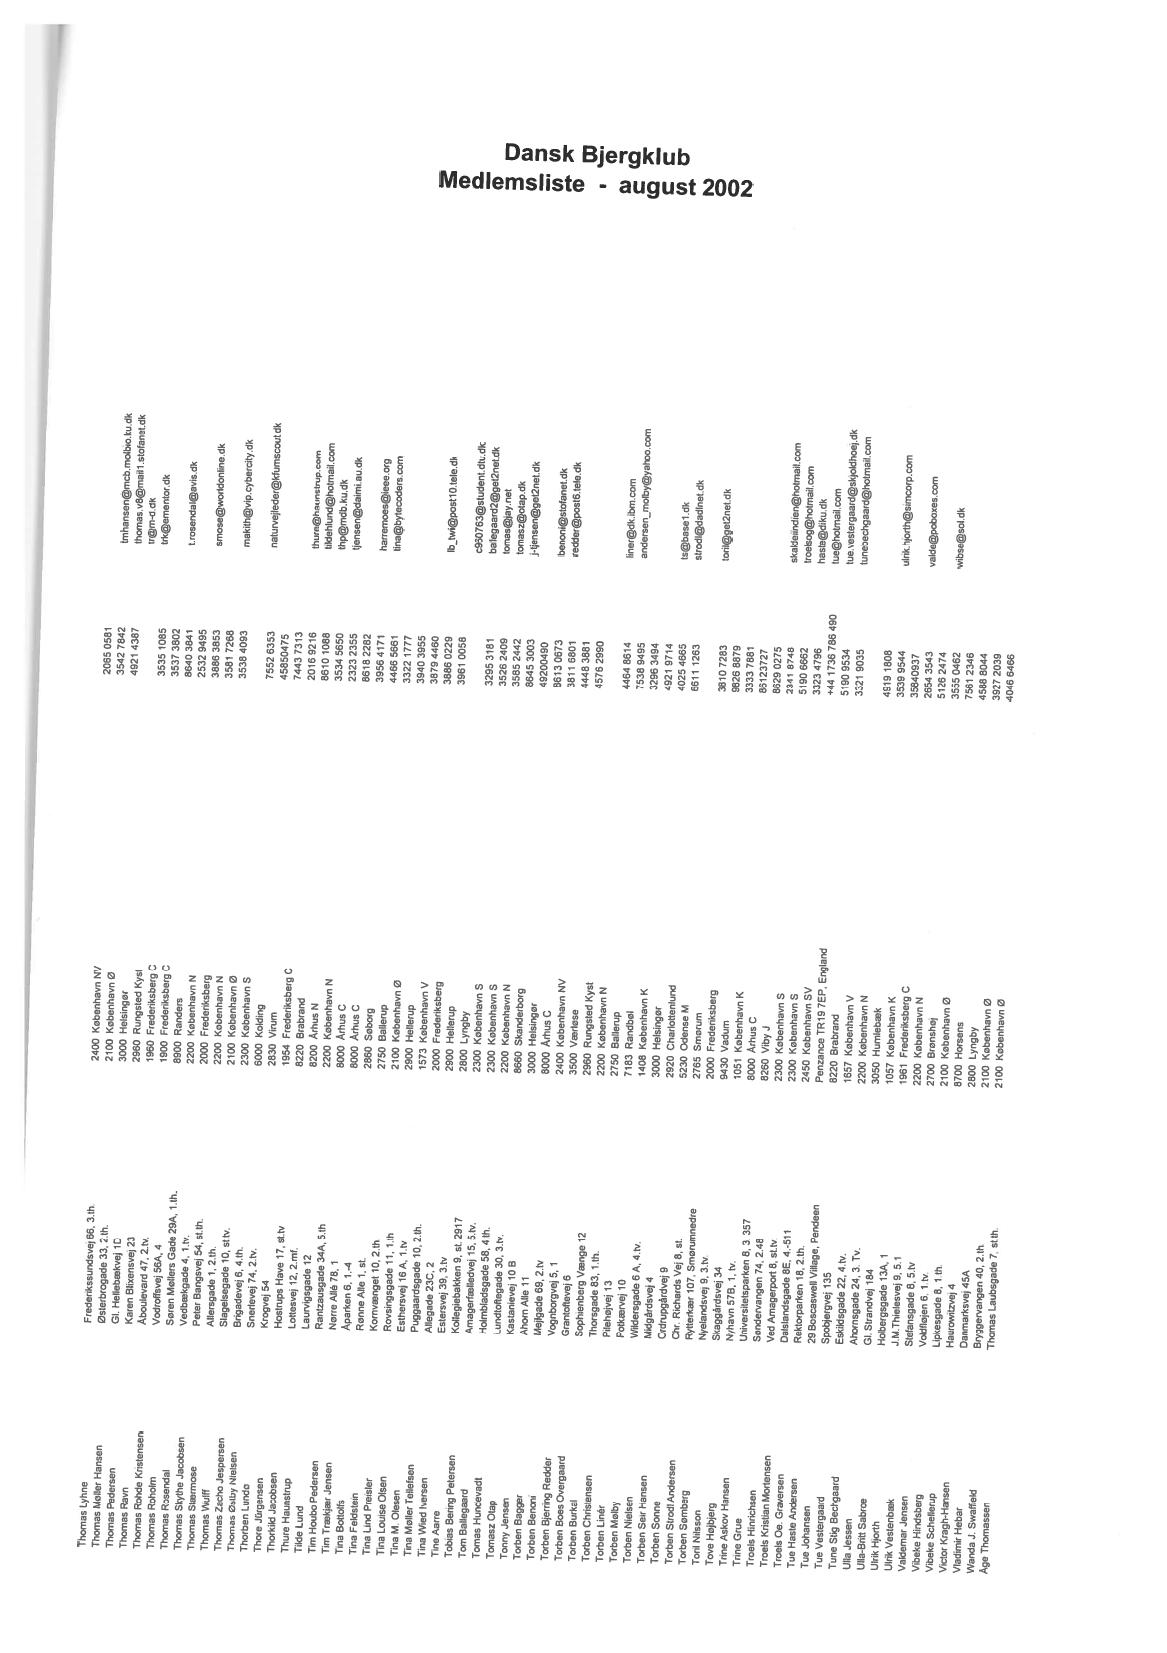 Dansk Bjergklub
Medlemsliste - august 2002
Thomas Lyhne Frederikssundsvej 66, 3.th. 2400 København NV 2065 0581
Thomas Møller Hansen Østerbrogade 33, 2.th. 2100 København Ø 3542 7842 tmhansen@mcb.molbio.ku.dk
Thomas Pedersen Gl. Hellebækvej 1C 3000 Helsingør 4921 4387 thomas.v8@mail1.stofanet.dk
Thomas Ravn Karen Blixensvej 23 2960 Rungsted Kyst tr@m-d.dk
Thomas Rohde Kristensen Åboulevard 47, 2.tv. 1960 Frederiksberg C 3535 1085 trk@ementor.dk
Thomas Roholm Vodroffsvej 56A, 4 1900 Frederiksberg C 3537 3802
Thomas Rosendal Søren Møllers Gade 29A, 1.th. 8900 Randers 8640 3841 t.rosendal@avis.dk
Thomas Skytte Jacobsen Vedbækgade 4, 1.tv. 2200 København N 2532 9495
Thomas Stærmose Peter Bangsvej 54, st.th. 2000 Frederiksberg 3886 3853 smose@worldonline.dk
Thomas Wulff Allersgade 1, 2.th. 2200 København N 3581 7268
Thomas Zacho Jespersen Slagelsegade 10, st.tv. 2100 København Ø 3538 4093 makith@vip.cybercity.dk
Thomas Østby Nielsen Brigadevej 6, 4.th. 2300 København S
Thorben Lunde Snerlevej 74, 2.tv. 6000 Kolding 7552 6353 naturvejleder@kfumscout.dk
Thore Jürgensen Krogvej 54 2830 Virum 45850475
Thorkild Jacobsen Hostrups Have 17, st.tv 1954 Frederiksberg C 7443 7313
Thure Haunstrup Lottesvej 12, 2.mf. 8220 Brabrand 2016 9216 thure@haunstrup.com
Tilde Lund Laurvigsgade 12 8200 Århus N 8610 1088 tildehlund@hotmail.com
Tim Houbo Pedersen Rantzausgade 34A, 5.th 2200 København N 3534 5650 thp@mdb.ku.dk
Tim Trækjær Jensen Nørre Allé 78, 1 8000 Århus C 2323 2355 tjensen@daimi.au.dk
Tina Bottofs Åparken 6, 1.-4 8000 Århus C 8618 2282
Tina Feldstein Rønne Alle 1, st. 2860 Søborg 3956 4171 harremoes@ieee.org
Tina Lind Peisler Kornvænget 10, 2.th 2750 Ballerup 4466 5661 tina@bytecoders.com
Tina Louise Olsen Rovsingsgade 11, 1.th 2100 København Ø 3322 1777
Tina M. Olesen Esthersvej 16 A, 1.tv 2900 Hellerup 3940 3955
Tina Møller Tellefsen Puggaardsgade 10, 2.th. 1573 København V 3879 4460
Tina Wied Iversen Allegade 23C, 2 2000 Frederiksberg 3886 0229 lb_twi@post10.tele.dk
Tine Aarre Estersvej 39, 3.tv 2900 Hellerup 3961 0058
Tobias Bering Petersen Kollegiebakken 9, st. 2917 2800 Lyngby c960763@student.dtu.dk
Tom Ballegaard Amagerfælledvej 15, 5.tv. 2300 København S 3295 3181 ballegaard2@get2net.dk
Tomas Huncevadt Holmbladsgade 58, 4 th. 2300 København S 3526 2409 tomas@jay.net
Tomasz Olap Lundtoftegade 30, 3.tv. 2200 København N 3585 2442 tomasz@otap.dk
Tonny Jensen Kastanievej 10 B 8660 Skanderborg 8645 3003 j-tjensen@get2net.dk
Torben Bagger Ahorn Alle 11 3000 Helsingør 49200490
Torben Benoni Mejlgade 69, 2.tv 8000 Århus C 8613 0673 benoni@stofanet.dk
Torben Bjerring Redder Vognborgvej 5, 1 2400 København NV 3811 6801 redder@post6.tele.dk
Torben Boes Overgaard Grantoftevej 6 3500 Værløse 4448 3881
Torben Burkal Sophienberg Vænge 12 2960 Rungsted Kyst 4576 2990
Torben Christensen Thorsgade 83, 1.th. 2200 København N
Torben Linér Pilehøjvej 13 2750 Ballerup 4464 8614 liner@dk.ibm.com
Torben Mølby Potkærvej 10 7183 Randbøl 7538 9495 andersen_molby@yahoo.com
Torben Nielsen Wildersgade 6 A, 4.tv. 1408 København K 3296 3494
Torben Seir Hansen Midgårdsvej 4 3000 Helsingør 4921 9714
Torben Sonne Ordrupgårdvej 9 2920 Charlottenlund 4025 4665 ts@base1.dk
Torben Strodl Andersen Chr. Richards Vej 8, st. 5230 Odense M 6611 1263 strodl@dadlnet.dk
Torben Sømberg Rytterkær 107, Smørumnedre 2765 Smørum
Toril Nilsson Nyelandsvej 9, 3.tv. 2000 Frederiksberg 3810 7283 toril@get2net.dk
Tove Højbjerg Skaggårdsvej 34 9430 Vadum 9826 8879
Trine Askov Hansen Nyhavn 57B, 1, tv. 1051 København K 3333 7881
Trine Grue Universitetsparken 8, 3. 357 8000 Århus C 86123727
Troels Hinrichsen Søndervangen 74, 2.48 8260 Viby J 8629 0275
Troels Kristian Mortensen Ved Amagerport 8, st.tv 2300 København S 2341 8748 skaldeindien@hotmail.com
Troels Oe. Graversen Dalslandsgade 8E, 4.-511 2300 København S 5190 6662 troelsog@hotmail.com
Tue Haste Andersen Rektorparken 18, 2.th. 2450 København SV 3323 4796 haste@diku.dk
Tue Johansen 29 Boscaswell Village, Pendeen Penzance TR19 7EP, England +44 1736 786 490 tue@hotmail.com
Tue Vestergaard Spobjergvej 135 8220 Brabrand 5190 9534 tue.vestergaard@skjoldhoej.dk
Tune Stig Bechgaard Eskildsgade 22, 4.tv. 1657 København V 3321 9035 tunebechgaard@hotmail.com
Ulla Jessen Ahornsgade 24, 3. Tv. 2200 København N
Ulla-Britt Sabroe Gl Strandvej 184 3050 Humlebæk 4919 1808
Ulrik Hjorth Holbergsgade 13A, 1 1057 København K 3539 9544 ulrik.hjorth@simcorp.com
Ulrik Vestenbæk J.M.Thielesvej 9, 5.1 1961 Frederiksberg C 35840937
Valdemar Jensen Stefansgade 8, 5.tv 2200 København N 2654 3543 valde@poboxes.com
Vibeke Hindsberg Voldfløjen 6, 1.tv. 2700 Brønshøj 5126 2474
Vibeke Schellerup Lipkesgade 8, 1.th. 2100 København Ø 3555 0462 wibse@sol.dk
Victor Kragh-Hansen Haurowitzvej 4 8700 Horsens 7561 2346
Vladimir Hebar Danmarksvej 45A 2800 Lyngby 4588 8044
Wanda J. Swaffield Bryggervangen 40, 2.th 2100 København Ø 3927 2039
Åge Thomassen Thomas Laubsgade 7, st.th. 2100 København Ø 4046 6466